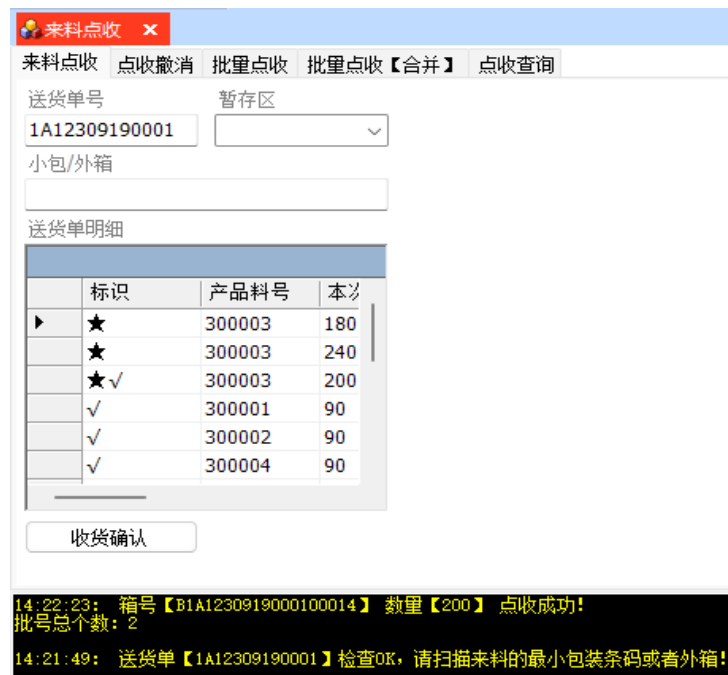 来料点收 ×
来料点收 点收撤消 批里点收 批里点收【合并】 点收查询
送货单号 暂存区
1A12309190001
小包/外箱
送货单明细
标识 产品料号 本次
★ 300003 180
★ 300003 240
★√ 300003 200
√ 300001 90
√ 300002 90
√ 300004 90
收货确认
14:22:23: 箱号【B1A1230919000100014】 数里【200】 点收成功!
批号总个数: 2
14:21:49: 送货单【1A12309190001】检查OK, 请扫描来料的最小包装条码或者外箱!